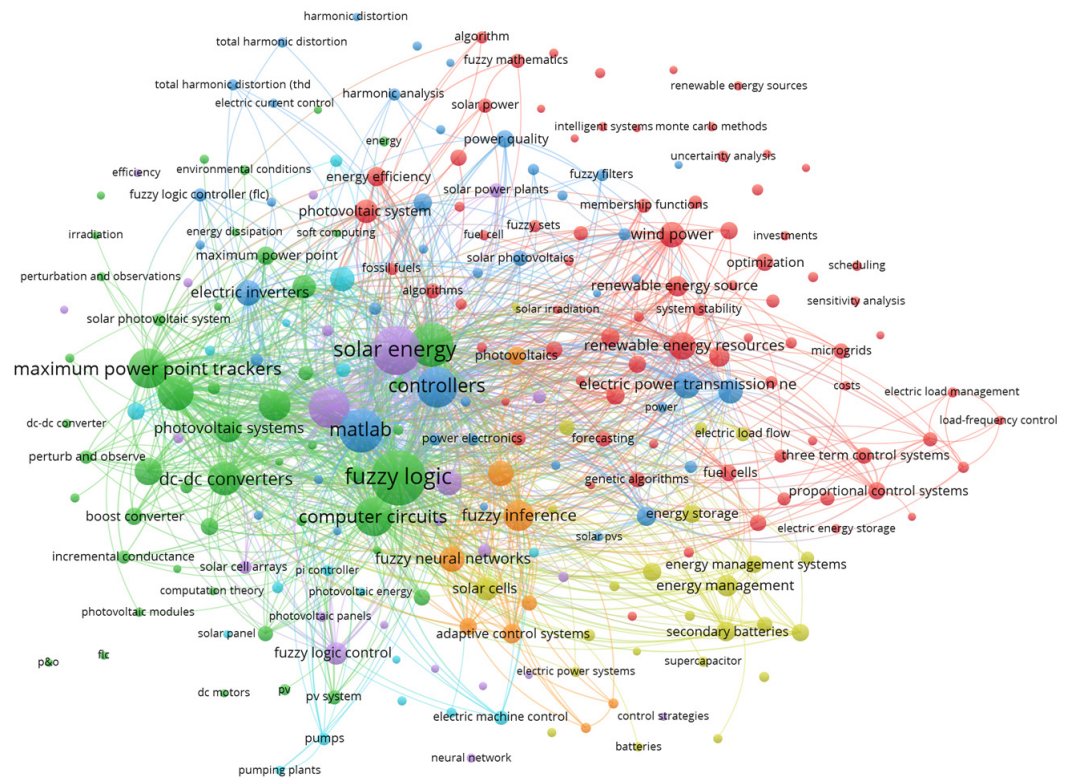 harmonic distortion
algorithm
total harmonic distortion
fuzzy mathematics
total harmonic distortion (thd
renewable energy sources
harmonic analysis
electric current control
solar power
intelligent systems
monte carlo methods
energy
power quality
uncertainty analysis
efficiency
environmental conditions
energy efficiency
fuzzy filters
fuzzy logic controller (flc)
solar power plants
membership functions
photovoltaic system
irradiation
energy dissipation
soft computing
fuel cell
fuzzy sets
wind power
investments
maximum power point
solar photovoltaics
optimization
scheduling
perturbation and observations
fossil fuels
electric inverters
algorithms
renewable energy source
sensitivity analysis
solar photovoltaic system
solar irradiation
system stability
solar energy
photovoltaics
renewable energy resources
microgrids
maximum power point trackers
controllers
electric power transmission ne
costs
electric load management
power
dc-dc converter
photovoltaic systems
matlab
power electronics
forecasting
electric load flow
load-frequency control
perturb and observe
three term control systems
dc-dc converters
fuzzy logic
genetic algorithms
fuel cells
proportional control systems
boost converter
computer circuits
fuzzy inference
energy storage
electric energy storage
solar pvs
incremental conductance
solar cell arrays
pi controller
fuzzy neural networks
energy management systems
computation theory
photovoltaic energy
solar cells
energy management
photovoltaic modules
photovoltaic panels
solar panel
adaptive control systems
secondary batteries
p&o
flc
fuzzy logic control
supercapacitor
electric power systems
dc motors
pv
pv system
electric machine control
control strategies
pumps
batteries
neural network
pumping plants